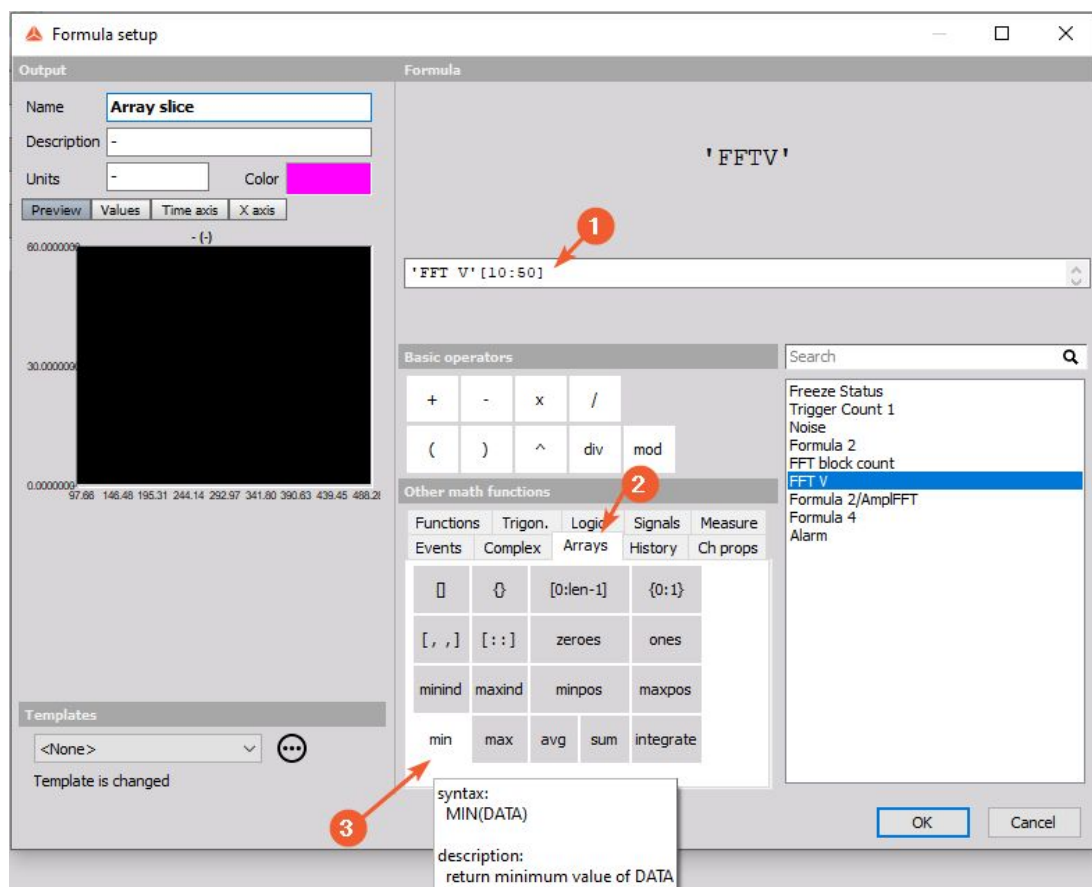 Formula setup
Output
Formula
Name
Array slice
Description
-
Units
-
Color
Preview
Values
Time axis
X axis
- (-)
60.0000000
30.0000000
0.0000000
97.66 146.48 195.31 244.14 292.97 341.80 390.63 439.45 488.28
'FFTV'
1
'FFT V'[10:50]
Basic operators
+ - x /
( ) ^ div mod
2
Other math functions
Functions Trigon. Logic Signals Measure
Events Complex Arrays History Ch props
[] {} [0:len-1] {0:1}
[,,] [::] zeroes ones
minind maxind minpos maxpos
min max avg sum integrate
3
syntax:
MIN(DATA)
description:
return minimum value of DATA
Search
Freeze Status
Trigger Count 1
Noise
Formula 2
FFT block count
FFT V
Formula 2/AmplFFT
Formula 4
Alarm
Templates
<None>
Template is changed
OK
Cancel